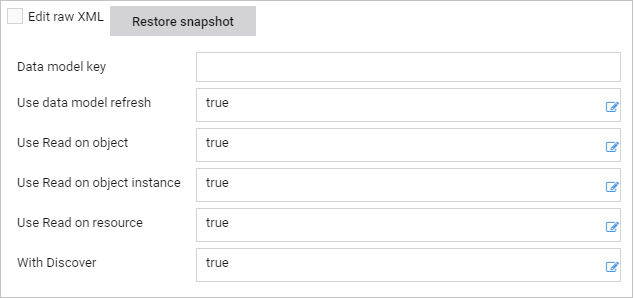 Edit raw XML Restore snapshot
Data model key
Use data model refresh true
Use Read on object true
Use Read on object instance true
Use Read on resource true
With Discover true